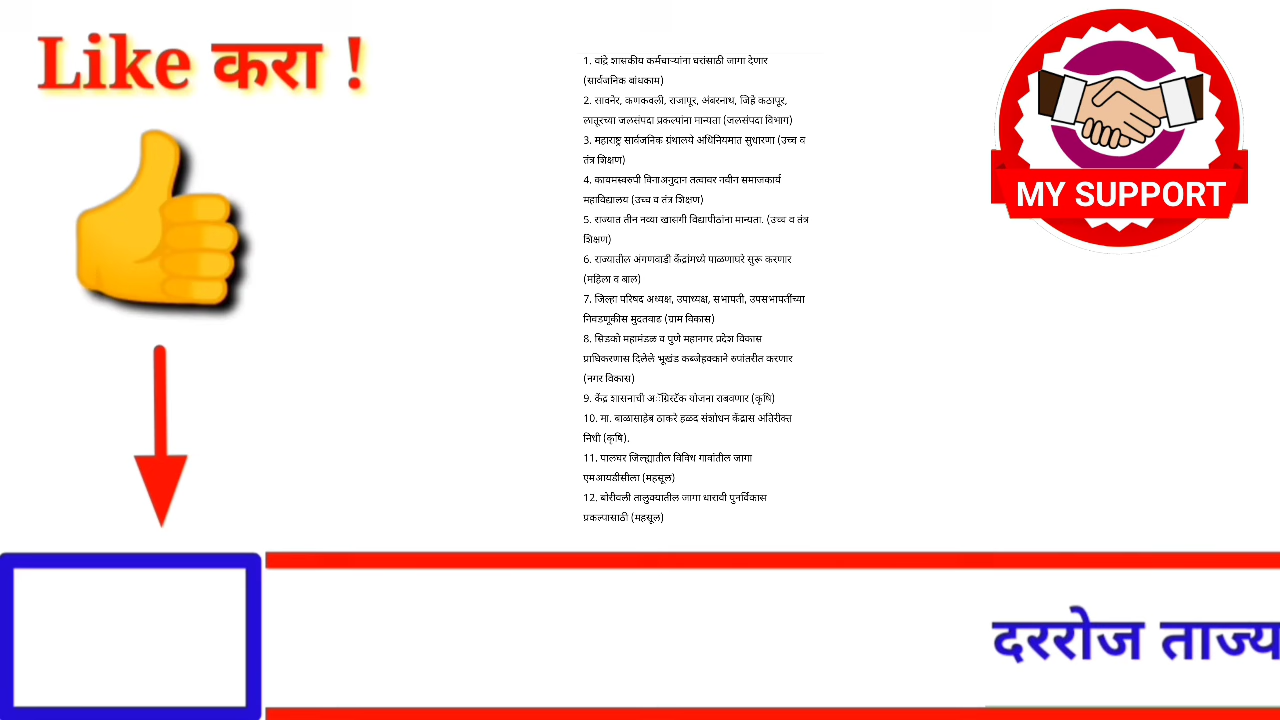 Like करा !
1. वांद्रे शासकीय कर्मचाऱ्यांना घरांसाठी जागा देणार
(सार्वजनिक बांधकाम)
2. सावनेर, कणकवली, राजापूर, अंबरनाथ, जिहे कठापूर,
लातूरच्या जलसंपदा प्रकल्पांना मान्यता (जलसंपदा विभाग)
3. महाराष्ट्र सार्वजनिक ग्रंथालये अधिनियमात सुधारणा (उच्च व
तंत्र शिक्षण)
4. कायमस्वरुपी विनाअनुदान तत्वावर नवीन समाजकार्य
महाविद्यालय (उच्च व तंत्र शिक्षण)
5. राज्यात तीन नव्या खासगी विद्यापीठांना मान्यता. (उच्च व तंत्र
शिक्षण)
6. राज्यातील अंगणवाडी केंद्रांमध्ये पाळणाघरे सुरू करणार
(महिला व बाल)
7. जिल्हा परिषद अध्यक्ष, उपाध्यक्ष, सभापती, उपसभापतींच्या
निवडणूकीस मुदतवाढ (ग्राम विकास)
8. सिडको महामंडळ व पुणे महानगर प्रदेश विकास
प्राधिकरणास दिलेले भूखंड कब्जेहक्काने रुपांतरीत करणार
(नगर विकास)
9. केंद्र शासनाची अॅग्रिस्टॅक योजना राबवणार (कृषि)
10. मा. बाळासाहेब ठाकरे हळद संशोधन केंद्रास अतिरीक्त
निधी (कृषि).
11. पालघर जिल्ह्यातील विविध गावांतील जागा
एमआयडीसीला (महसूल)
12. बोरीवली तालुक्यातील जागा धारावी पुनर्विकास
प्रकल्पासाठी (महसूल)
MY SUPPORT
दररोज ताज्य